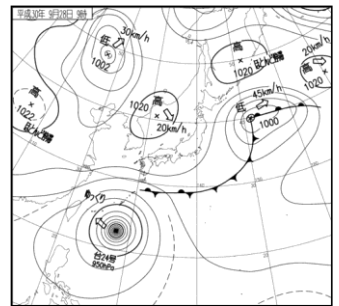 平成30年 9月28日 9時
30km/h
低
1002
高
1022
ほとんど停滞
高
1020
20km/h
高
1020
ほとんど停滞
20km/h
高
1020
低
45km/h
1000
ゆっくり
台24号
950hPa